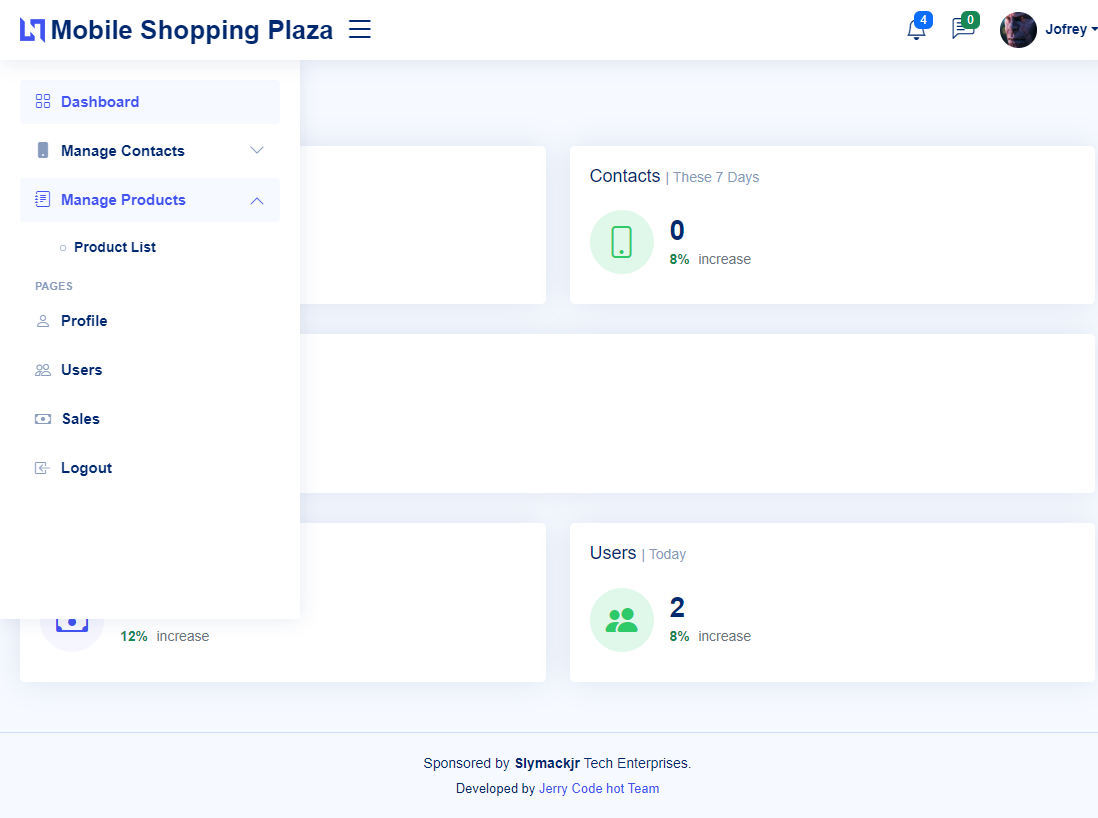 Mobile Shopping Plaza
4
0
Jofrey
Dashboard
Manage Contacts
Manage Products
Product List
PAGES
Profile
Users
Sales
Logout
Contacts | These 7 Days
0
8% increase
12% increase
Users | Today
2
8% increase
Sponsored by Slymackjr Tech Enterprises.
Developed by Jerry Code hot Team